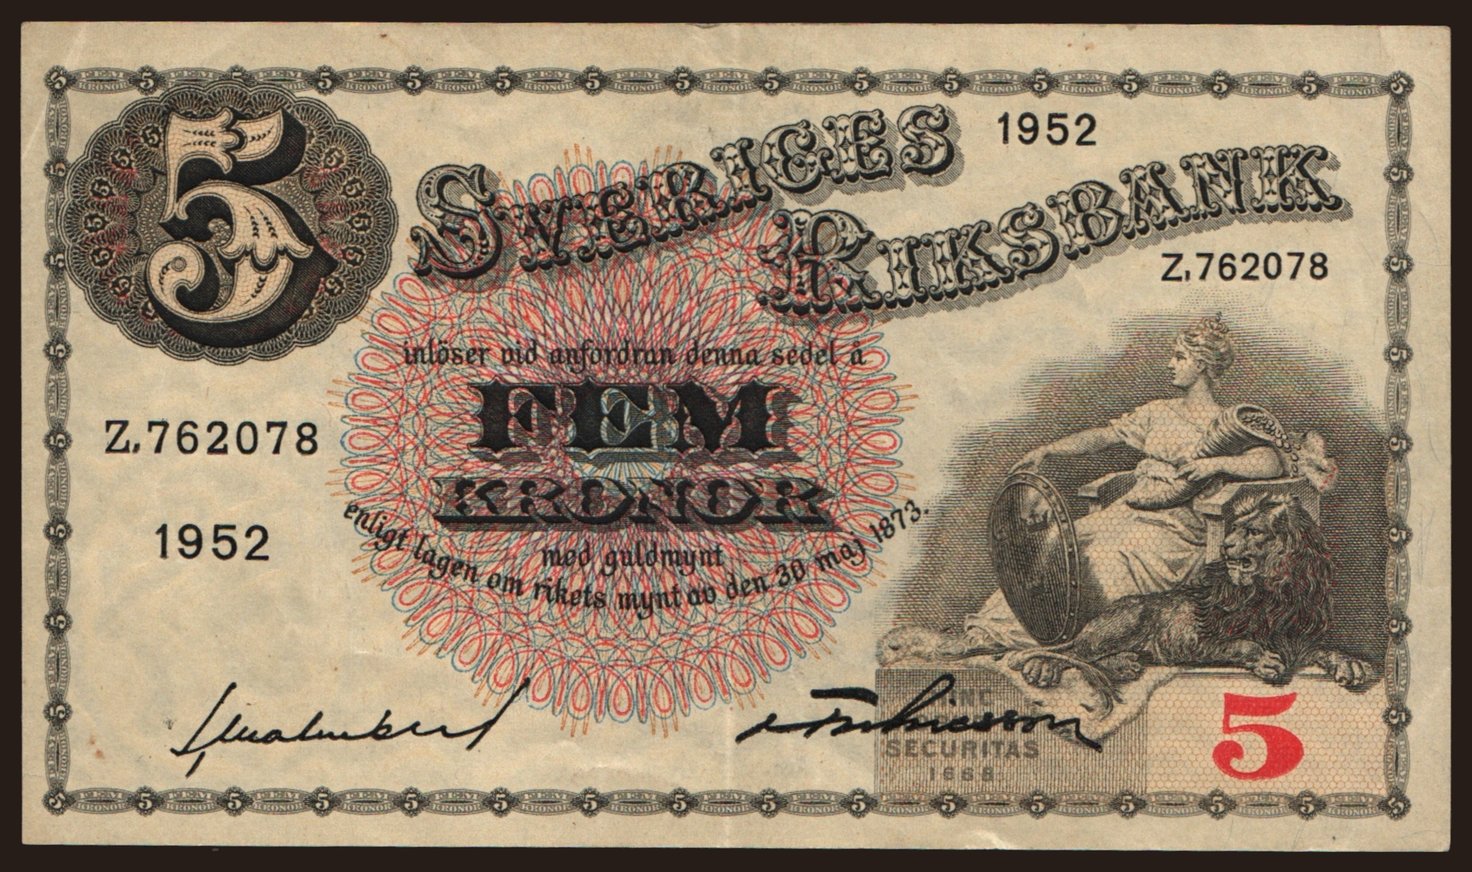 5
SVERIGES
1952
RIKSBANK
Z,762078
inlöser vid anfordran denna sedel å
FEM
KRONOR
Z,762078
med guldmynt
enligt lagen om rikets mynt av den 30 maj 1873.
1952
HINC
SECURITAS
1668
5